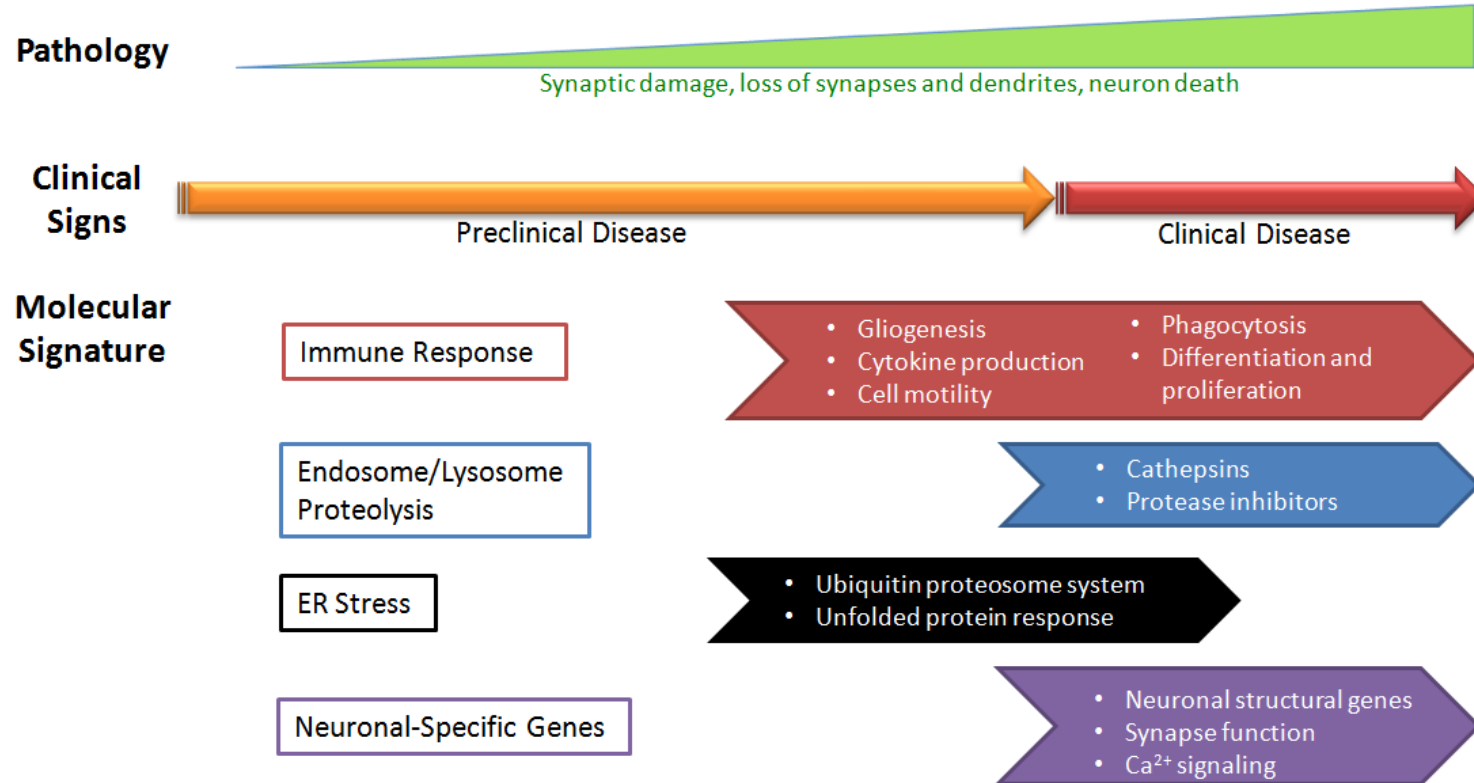 Pathology
Synaptic damage, loss of synapses and dendrites, neuron death
Clinical
Signs
Preclinical Disease
Clinical Disease
Molecular
Signature
Immune Response
• Gliogenesis
• Cytokine production
• Cell motility
• Phagocytosis
• Differentiation and
proliferation
Endosome/Lysosome
Proteolysis
• Cathepsins
• Protease inhibitors
ER Stress
• Ubiquitin proteosome system
• Unfolded protein response
Neuronal-Specific Genes
• Neuronal structural genes
• Synapse function
• Ca²⁺ signaling